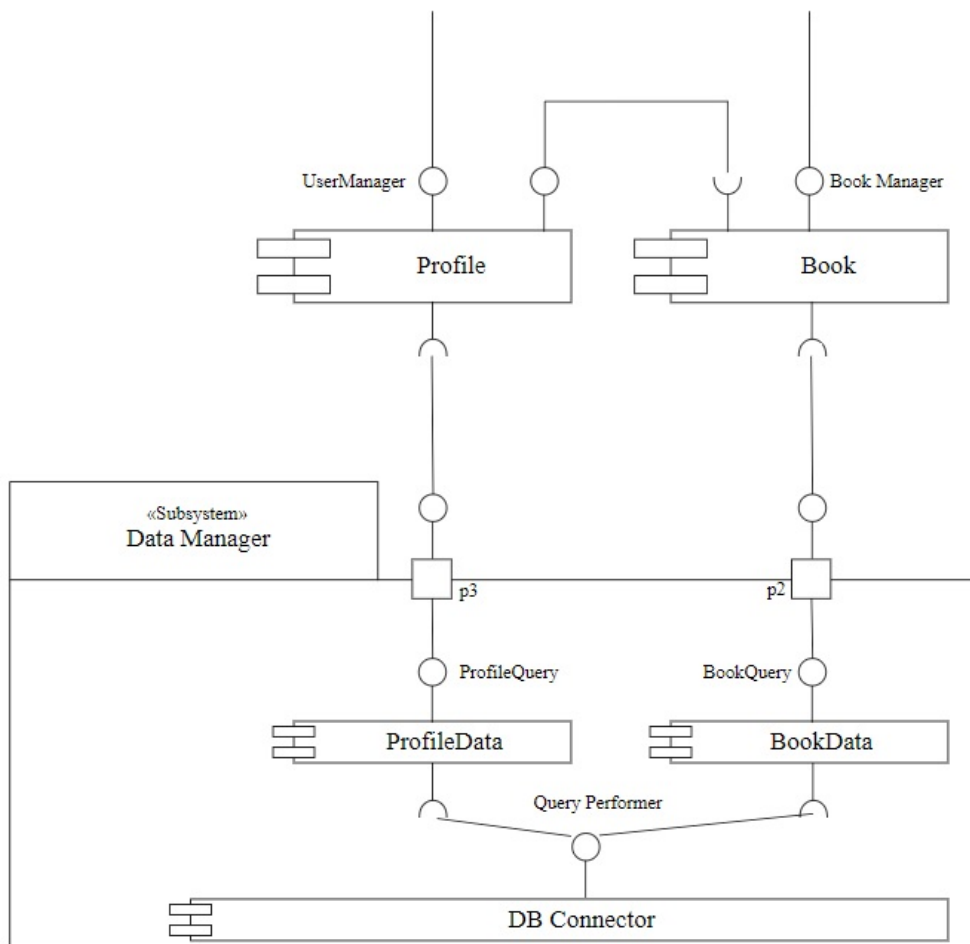 UserManager
Book Manager
Profile
Book
«Subsystem»
Data Manager
p3
p2
ProfileQuery
BookQuery
ProfileData
BookData
Query Performer
DB Connector